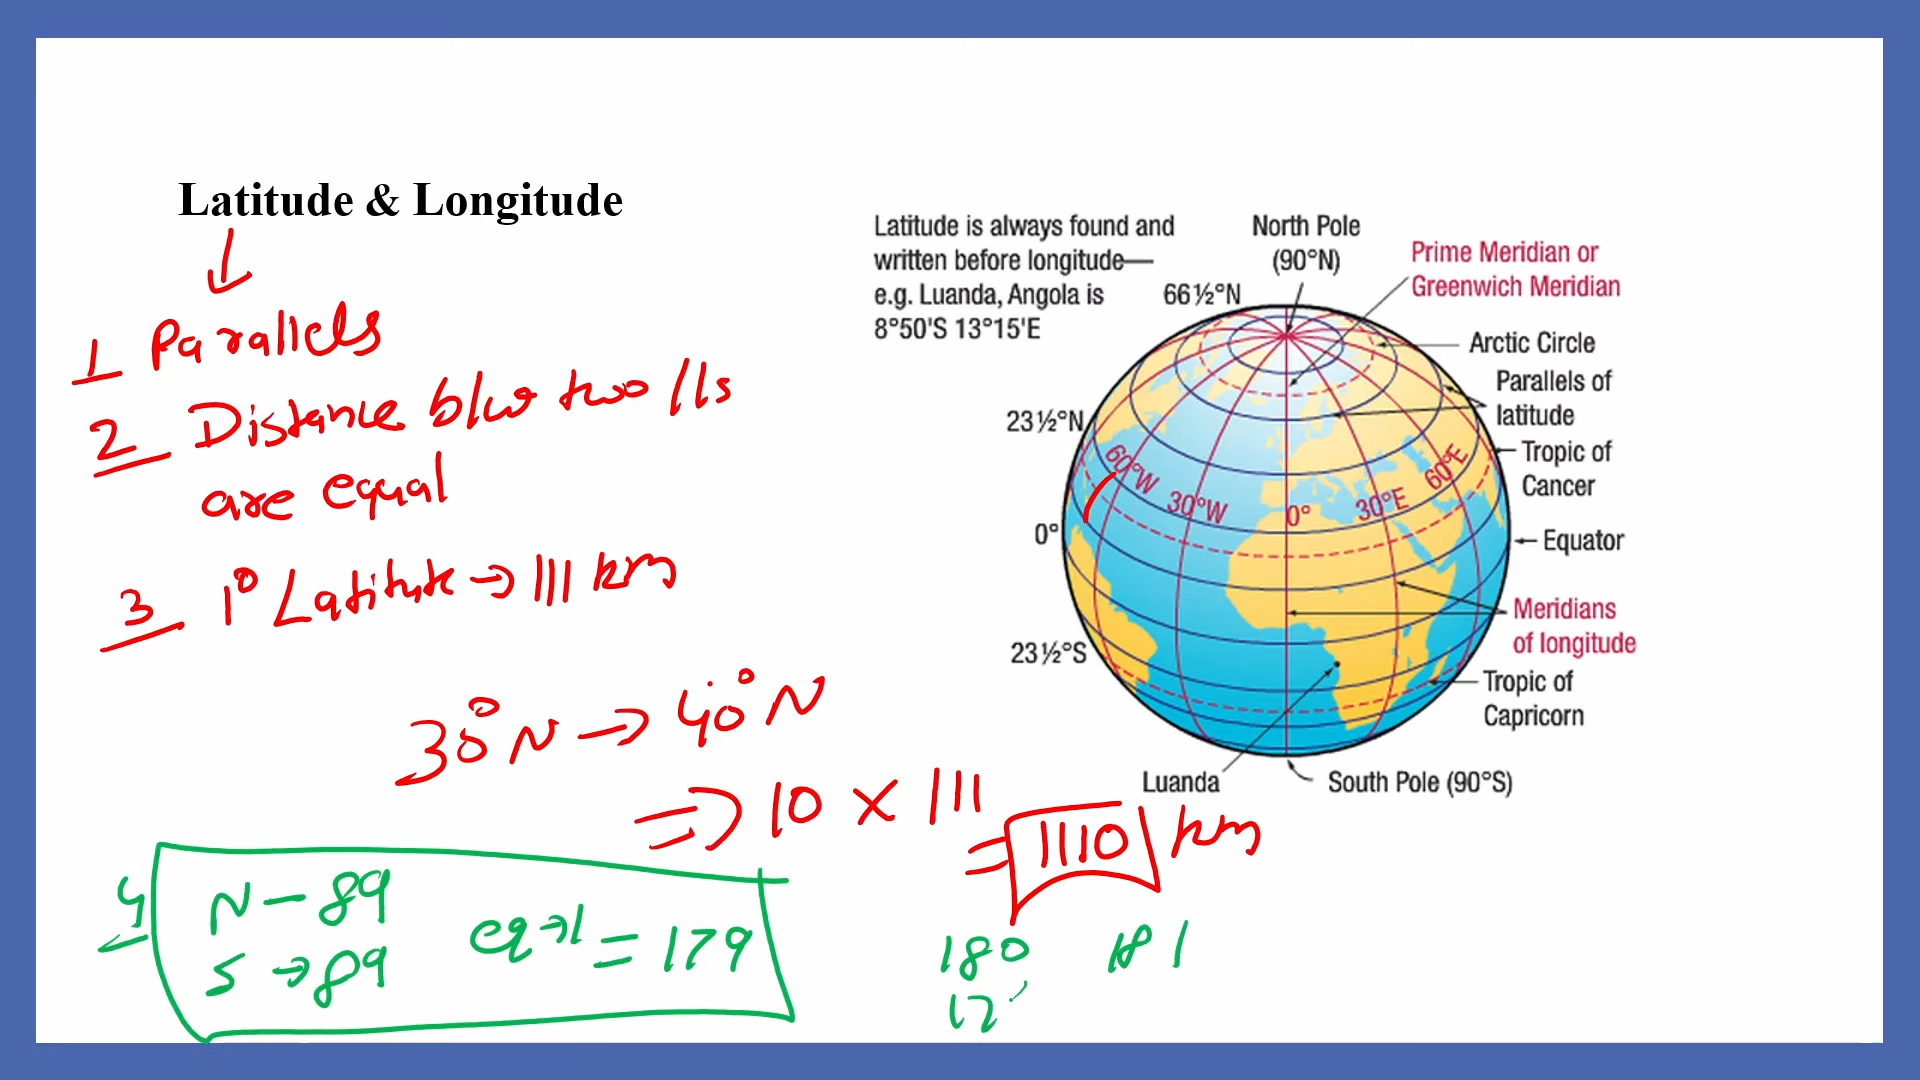 Latitude & Longitude
1 Parallels
2 Distance b/w two //s
are equal
3 1° Latitude → 111 km
30°N → 40°N
⇒ 10 × 111
= 1110 km
4 N – 89
S → 89
eq → 1 = 179
180 181
Latitude is always found and
written before longitude—
e.g. Luanda, Angola is
8°50'S 13°15'E
North Pole
(90°N)
Prime Meridian or
Greenwich Meridian
66½°N
Arctic Circle
Parallels of
latitude
23½°N
Tropic of
Cancer
60°W
30°W
0°
30°E
60°E
0°
Equator
Meridians
of longitude
23½°S
Tropic of
Capricorn
Luanda
South Pole (90°S)